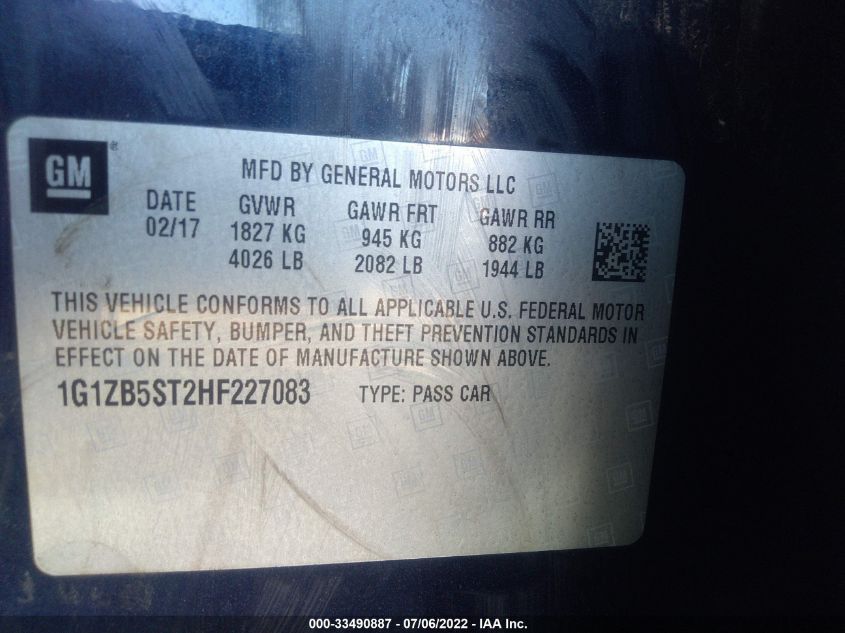 GM®
MFD BY GENERAL MOTORS LLC
DATE GVWR GAWR FRT GAWR RR
02/17 1827 KG 945 KG 882 KG
4026 LB 2082 LB 1944 LB
THIS VEHICLE CONFORMS TO ALL APPLICABLE U.S. FEDERAL MOTOR
VEHICLE SAFETY, BUMPER, AND THEFT PREVENTION STANDARDS IN
EFFECT ON THE DATE OF MANUFACTURE SHOWN ABOVE.
1G1ZB5ST2HF227083 TYPE: PASS CAR
000-33490887 - 07/06/2022 - IAA Inc.